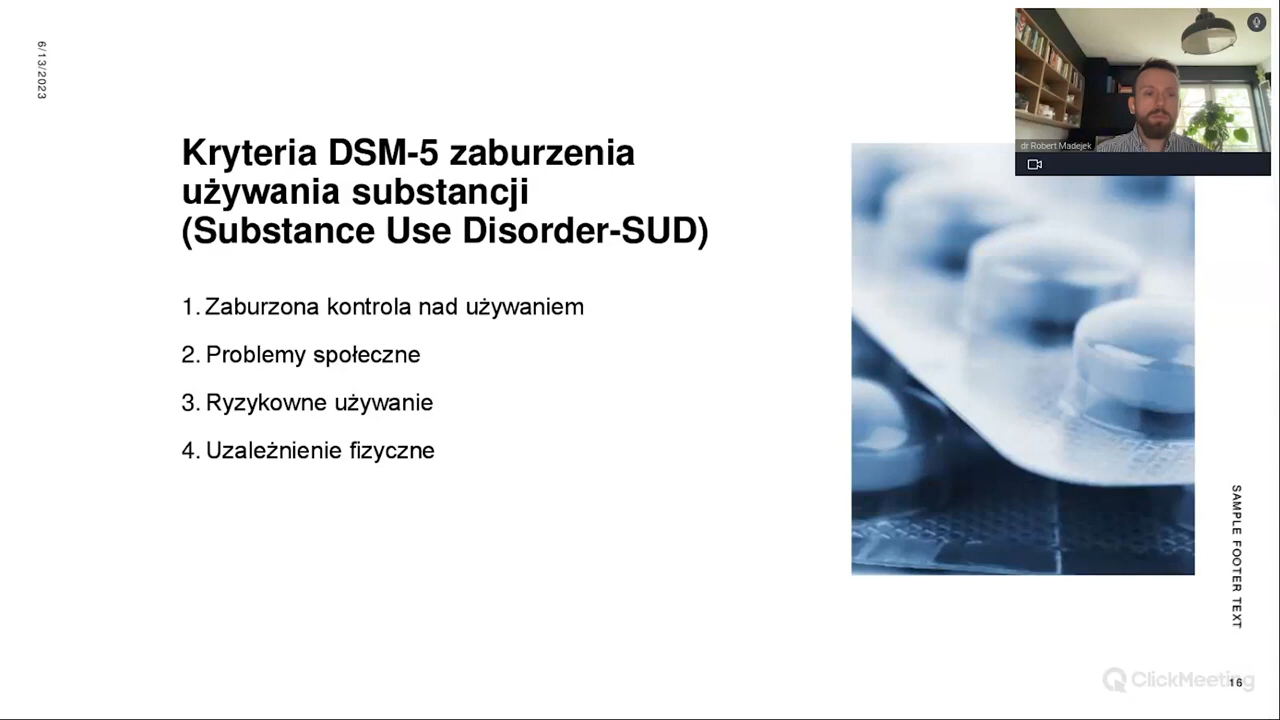 6/13/2023
Kryteria DSM-5 zaburzenia
używania substancji
(Substance Use Disorder-SUD)
1. Zaburzona kontrola nad używaniem
2. Problemy społeczne
3. Ryzykowne używanie
4. Uzależnienie fizyczne
dr Robert Madejek
SAMPLE FOOTER TEXT
ClickMeeting
16